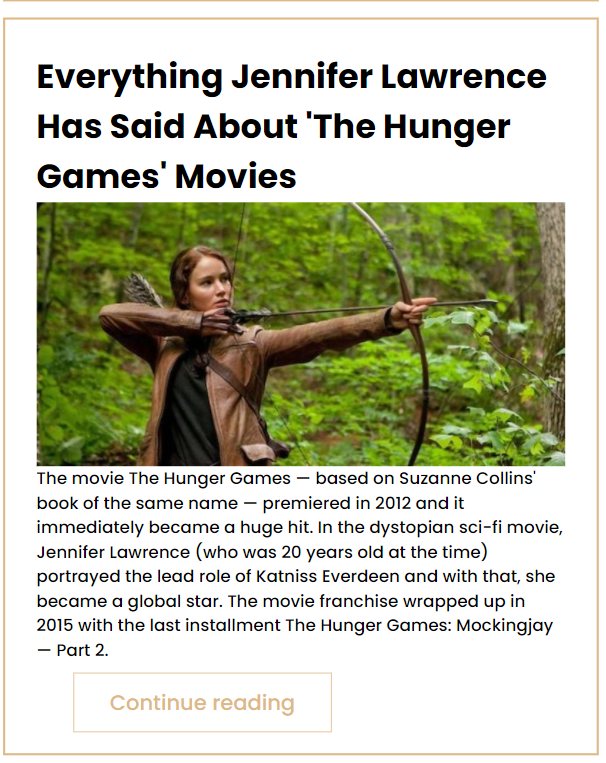 Everything Jennifer Lawrence
Has Said About 'The Hunger
Games' Movies
The movie The Hunger Games — based on Suzanne Collins'
book of the same name — premiered in 2012 and it
immediately became a huge hit. In the dystopian sci-fi movie,
Jennifer Lawrence (who was 20 years old at the time)
portrayed the lead role of Katniss Everdeen and with that, she
became a global star. The movie franchise wrapped up in
2015 with the last installment The Hunger Games: Mockingjay
— Part 2.
Continue reading